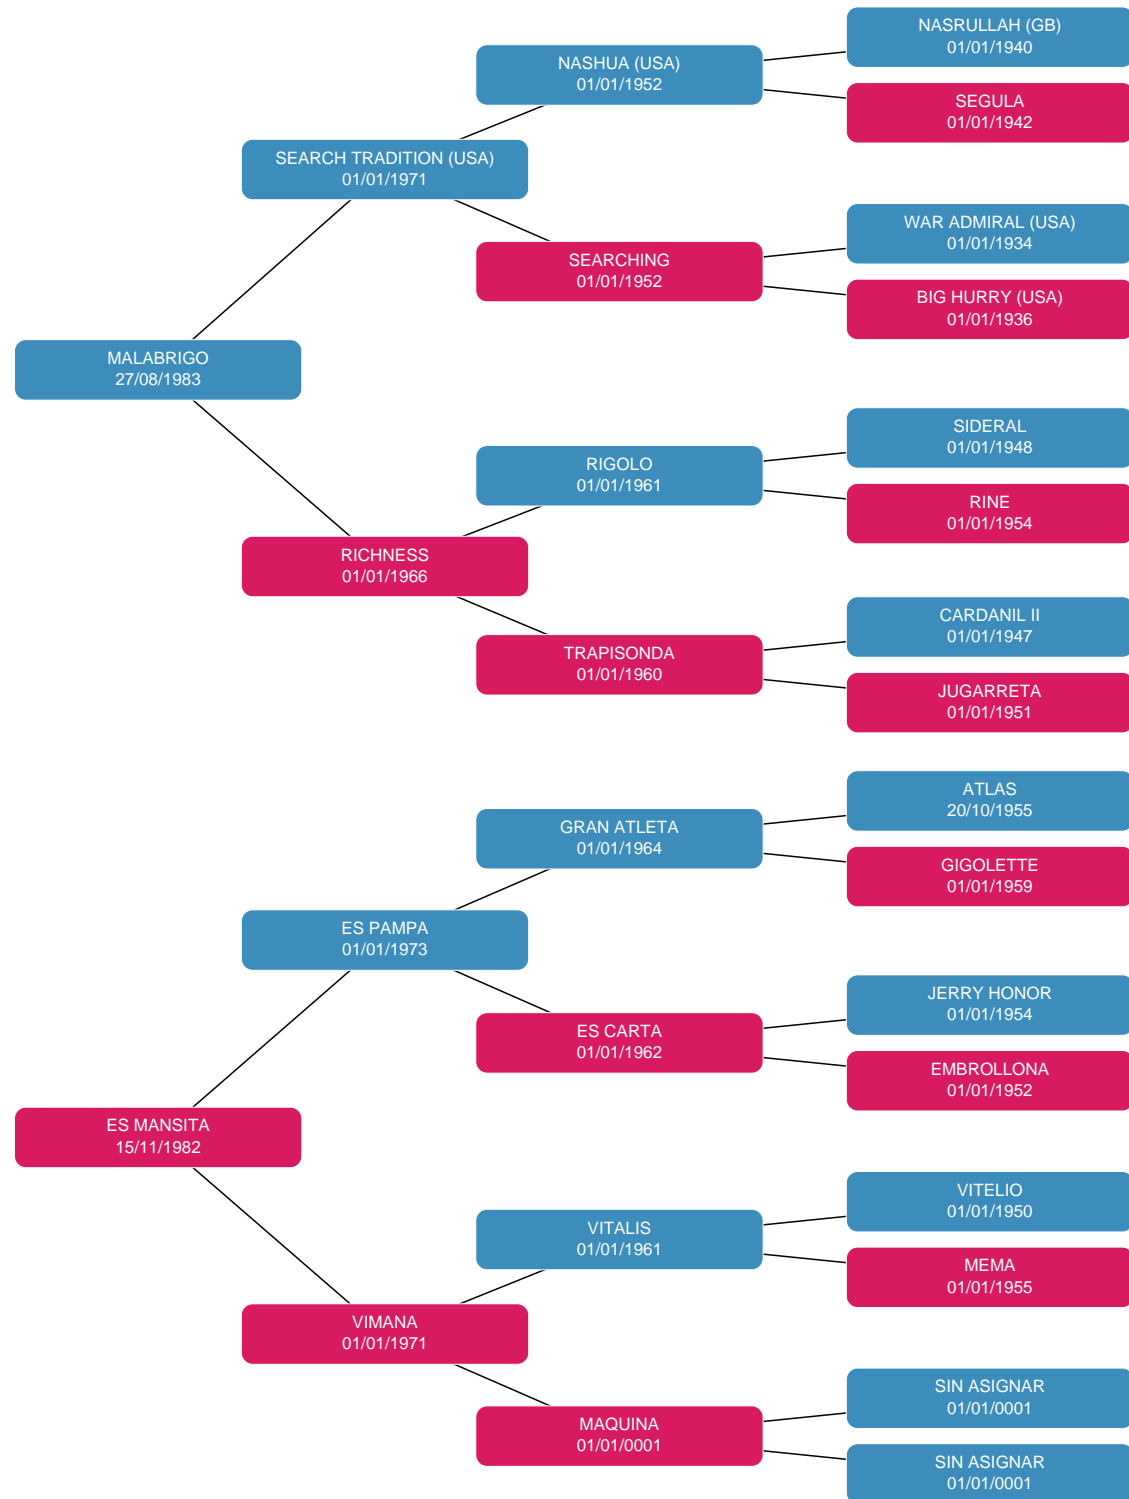 NASRULLAH (GB)
01/01/1940
NASHUA (USA)
01/01/1952
SEGULA
01/01/1942
SEARCH TRADITION (USA)
01/01/1971
WAR ADMIRAL (USA)
01/01/1934
SEARCHING
01/01/1952
BIG HURRY (USA)
01/01/1936
MALABRIGO
27/08/1983
SIDERAL
01/01/1948
RIGOLO
01/01/1961
RINE
01/01/1954
RICHNESS
01/01/1966
CARDANIL II
01/01/1947
TRAPISONDA
01/01/1960
JUGARRETA
01/01/1951
ATLAS
20/10/1955
GRAN ATLETA
01/01/1964
GIGOLETTE
01/01/1959
ES PAMPA
01/01/1973
JERRY HONOR
01/01/1954
ES CARTA
01/01/1962
EMBROLLONA
01/01/1952
ES MANSITA
15/11/1982
VITELIO
01/01/1950
VITALIS
01/01/1961
MEMA
01/01/1955
VIMANA
01/01/1971
SIN ASIGNAR
01/01/0001
MAQUINA
01/01/0001
SIN ASIGNAR
01/01/0001